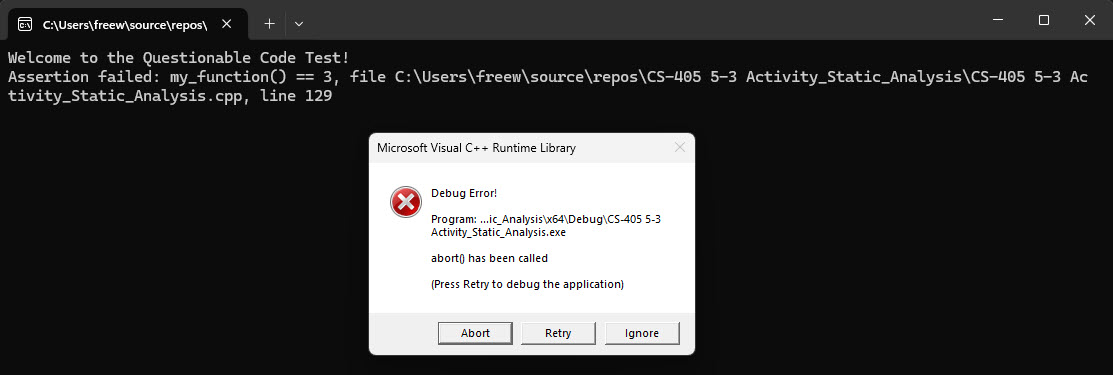 C:\Users\freew\source\repos\
Welcome to the Questionable Code Test!
Assertion failed: my_function() == 3, file C:\Users\freew\source\repos\CS-405 5-3 Activity_Static_Analysis\CS-405 5-3 Ac
tivity_Static_Analysis.cpp, line 129
Microsoft Visual C++ Runtime Library
Debug Error!
Program: ...ic_Analysis\x64\Debug\CS-405 5-3
Activity_Static_Analysis.exe
abort() has been called
(Press Retry to debug the application)
Abort Retry Ignore